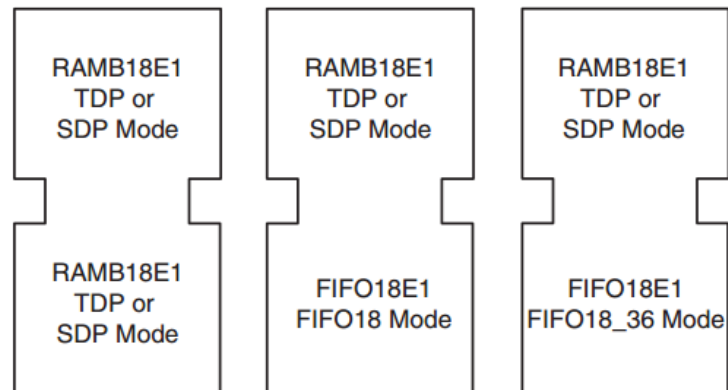 RAMB18E1
TDP or
SDP Mode
RAMB18E1
TDP or
SDP Mode
RAMB18E1
TDP or
SDP Mode
RAMB18E1
TDP or
SDP Mode
FIFO18E1
FIFO18 Mode
FIFO18E1
FIFO18_36 Mode